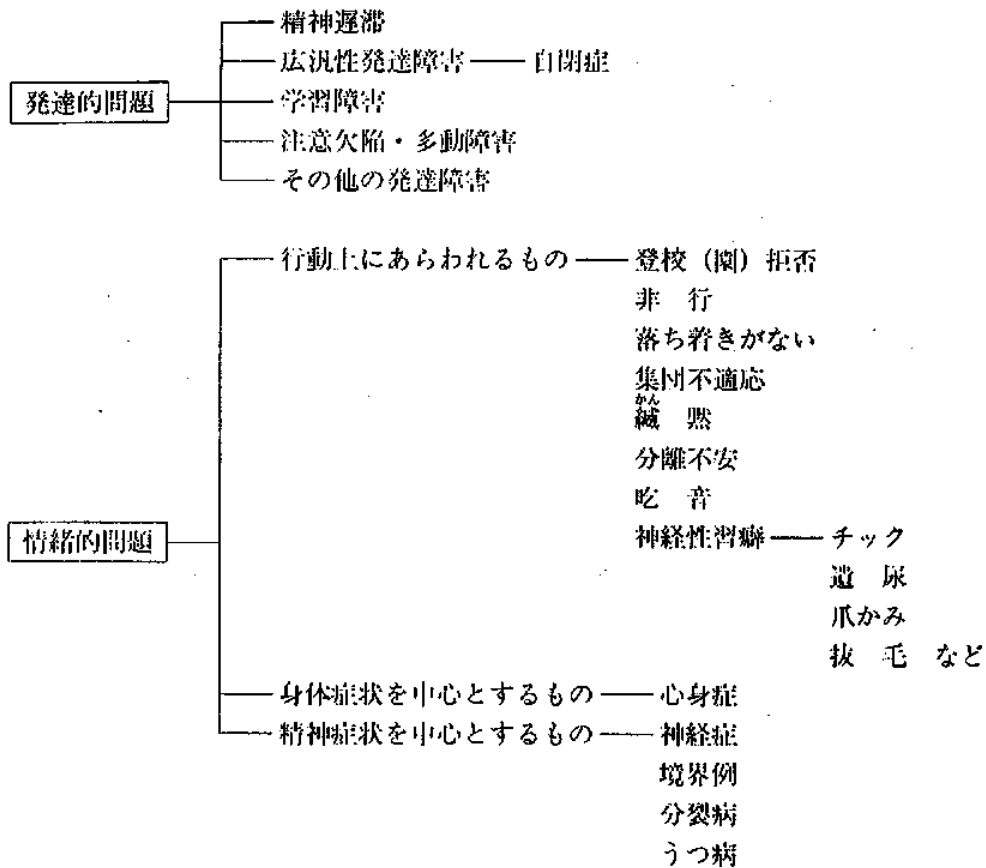 精神遅滞
広汎性発達障害 自閉症
発達的問題
学習障害
注意欠陥・多動障害
その他の発達障害
行動上にあらわれるもの 登校（園）拒否
非　行
落ち着きがない
集団不適応
かん
緘　黙
分離不安
吃　音
情緒的問題
神経性習癖 チック
遺　尿
爪かみ
抜　毛　など
身体症状を中心とするもの 心身症
精神症状を中心とするもの 神経症
境界例
分裂病
うつ病